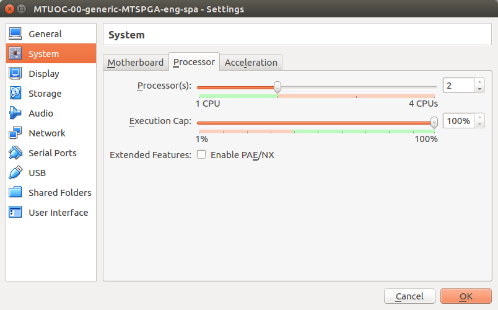 MTUOC-00-generic-MTSPGA-eng-spa - Settings
General
System
Display
Storage
Audio
Network
Serial Ports
USB
Shared Folders
User Interface
System
Motherboard Processor Acceleration
Processor(s): 2
1 CPU 4 CPUs
Execution Cap: 100%
1% 100%
Extended Features: Enable PAE/NX
Cancel OK